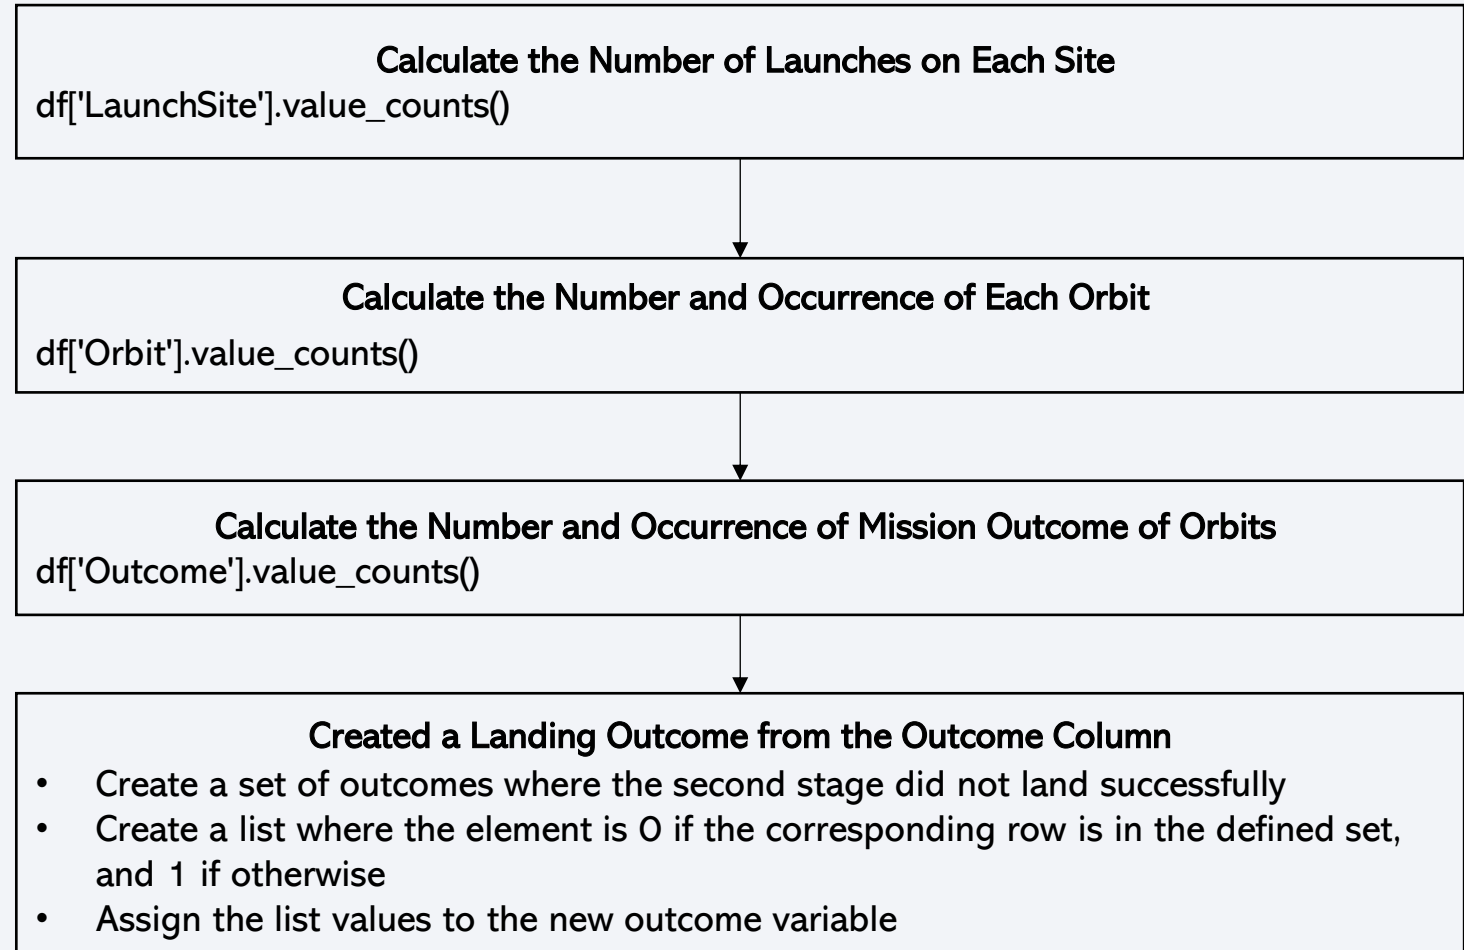 Calculate the Number of Launches on Each Site
df['LaunchSite'].value_counts()
Calculate the Number and Occurrence of Each Orbit
df['Orbit'].value_counts()
Calculate the Number and Occurrence of Mission Outcome of Orbits
df['Outcome'].value_counts()
Created a Landing Outcome from the Outcome Column
• Create a set of outcomes where the second stage did not land successfully
• Create a list where the element is 0 if the corresponding row is in the defined set,
and 1 if otherwise
• Assign the list values to the new outcome variable